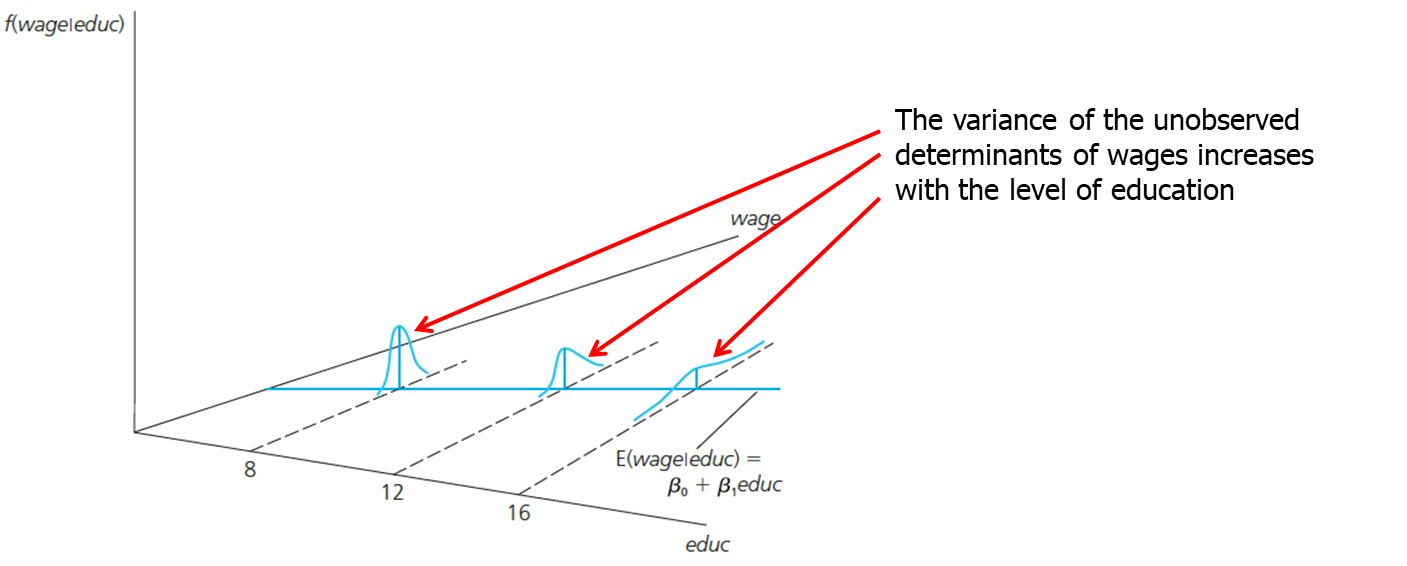 f(wage|educ)
The variance of the unobserved
determinants of wages increases
with the level of education
wage
8
12
16
E(wage|educ) =
β₀ + β₁educ
educ